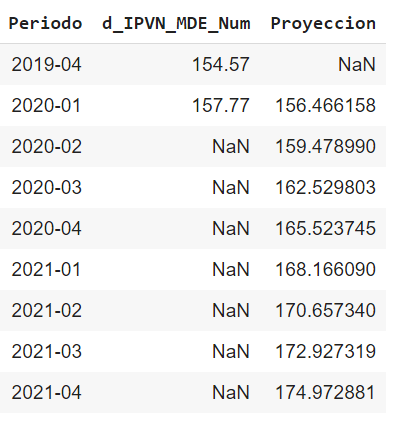 Periodo d_IPVN_MDE_Num Proyeccion
2019-04 154.57 NaN
2020-01 157.77 156.466158
2020-02 NaN 159.478990
2020-03 NaN 162.529803
2020-04 NaN 165.523745
2021-01 NaN 168.166090
2021-02 NaN 170.657340
2021-03 NaN 172.927319
2021-04 NaN 174.972881